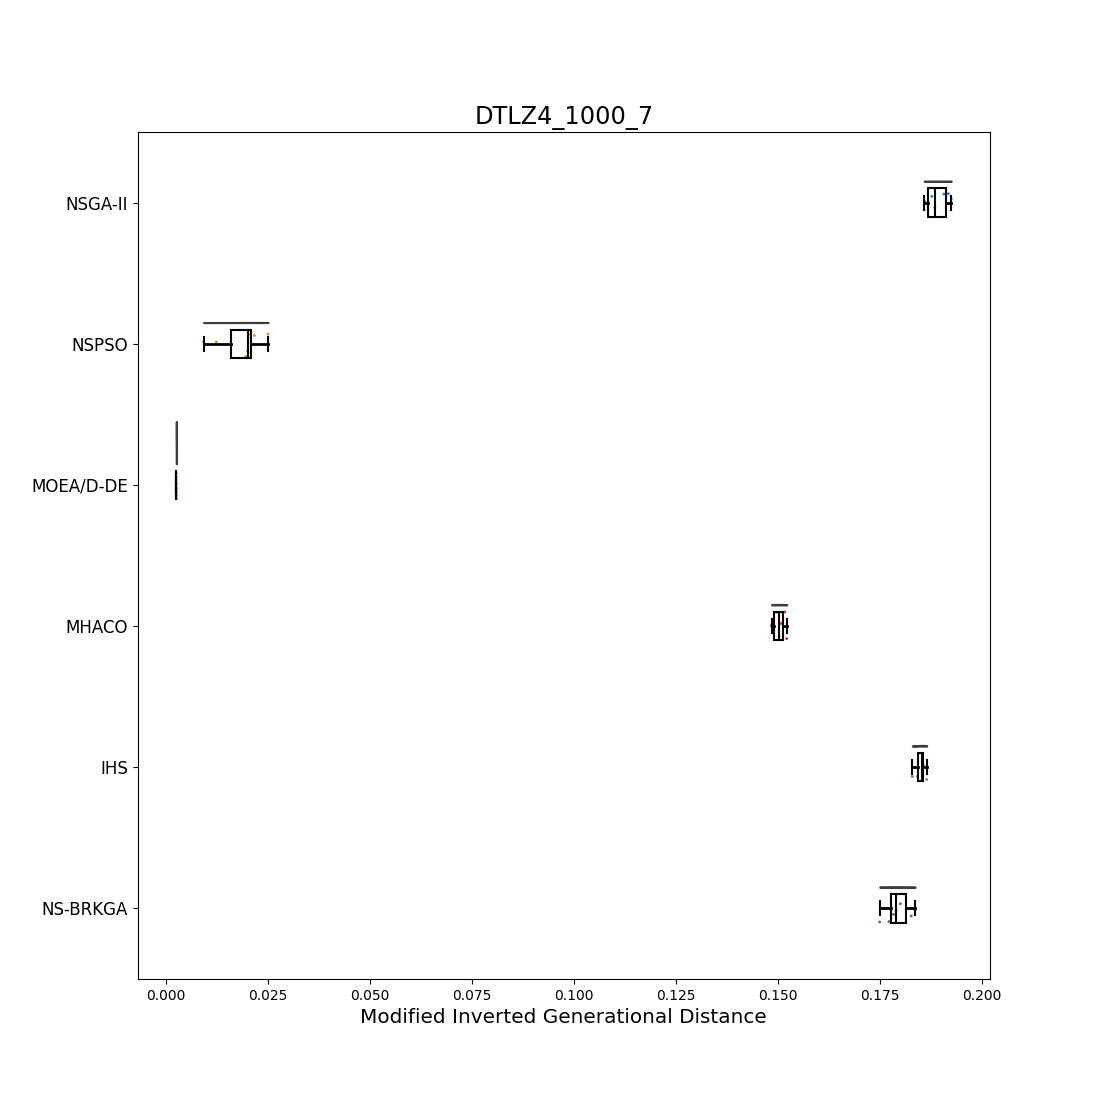 DTLZ4_1000_7
NSGA-II
NSPSO
MOEA/D-DE
MHACO
IHS
NS-BRKGA
0.000 0.025 0.050 0.075 0.100 0.125 0.150 0.175 0.200
Modified Inverted Generational Distance